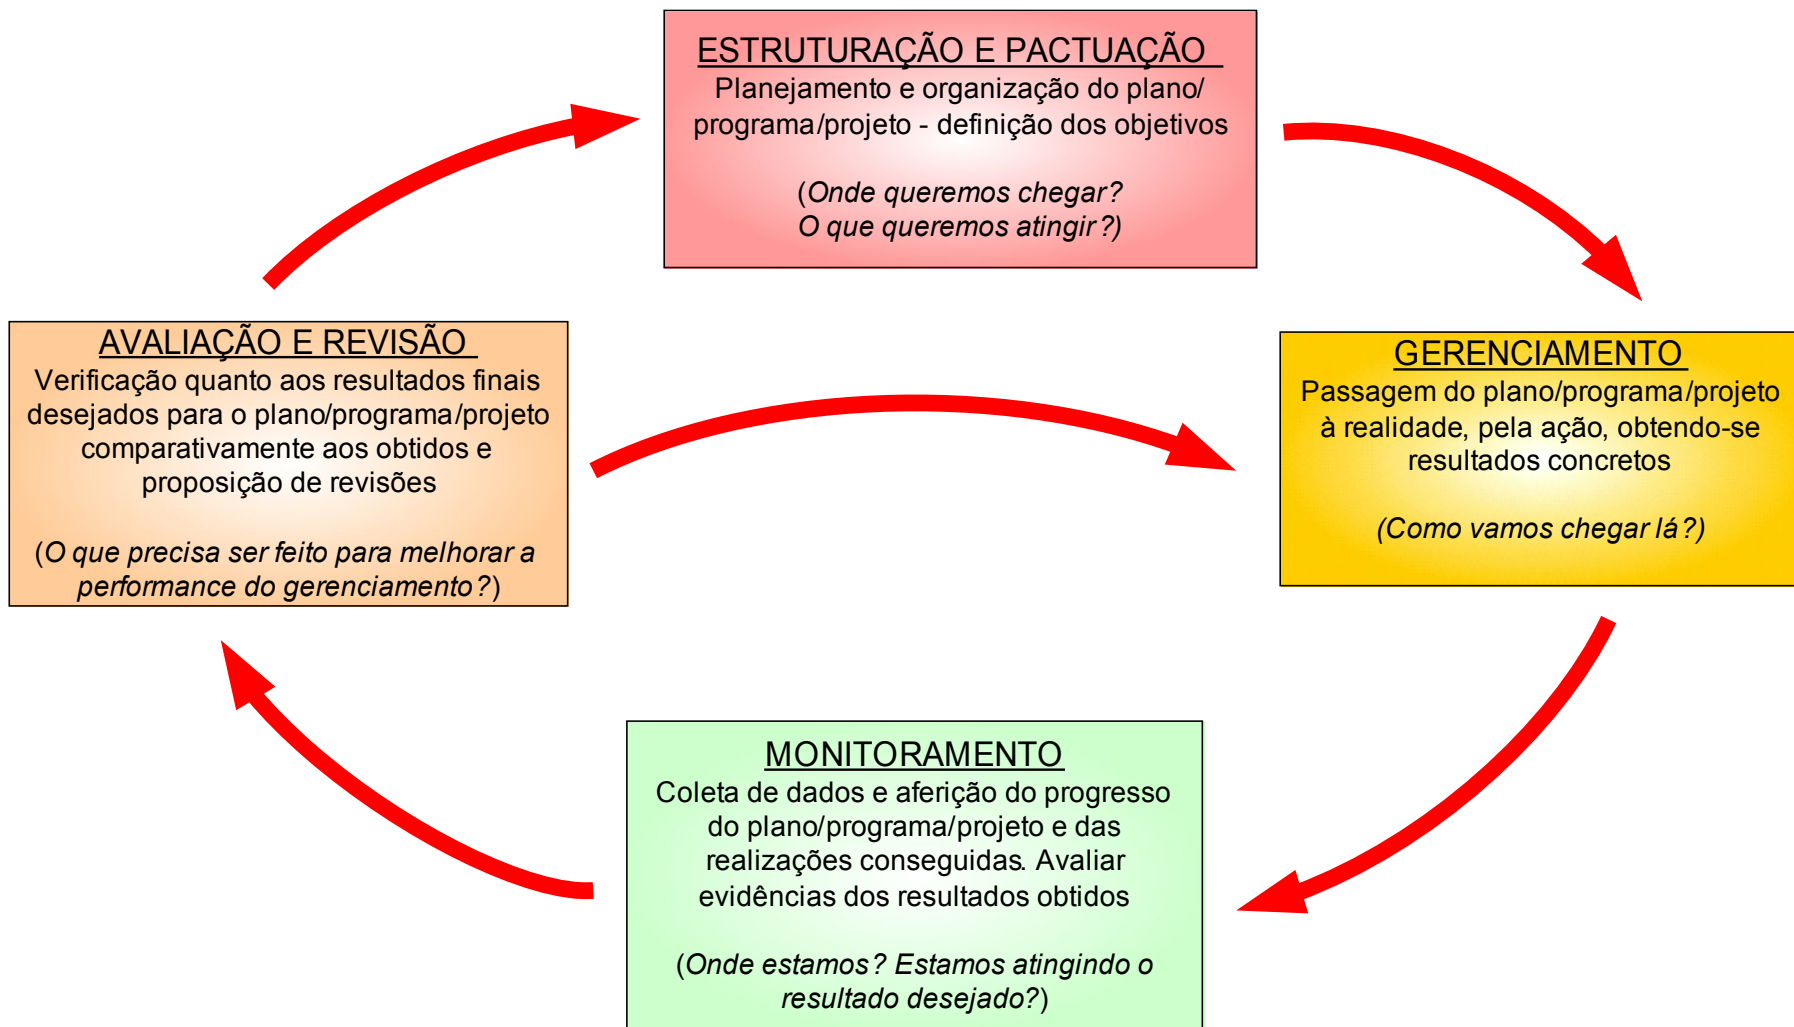 ESTRUTURAÇÃO E PACTUAÇÃO
Planejamento e organização do plano/
programa/projeto - definição dos objetivos
(Onde queremos chegar?
O que queremos atingir?)
AVALIAÇÃO E REVISÃO
Verificação quanto aos resultados finais
desejados para o plano/programa/projeto
comparativamente aos obtidos e
proposição de revisões
(O que precisa ser feito para melhorar a
performance do gerenciamento?)
GERENCIAMENTO
Passagem do plano/programa/projeto
à realidade, pela ação, obtendo-se
resultados concretos
(Como vamos chegar lá?)
MONITORAMENTO
Coleta de dados e aferição do progresso
do plano/programa/projeto e das
realizações conseguidas. Avaliar
evidências dos resultados obtidos
(Onde estamos? Estamos atingindo o
resultado desejado?)